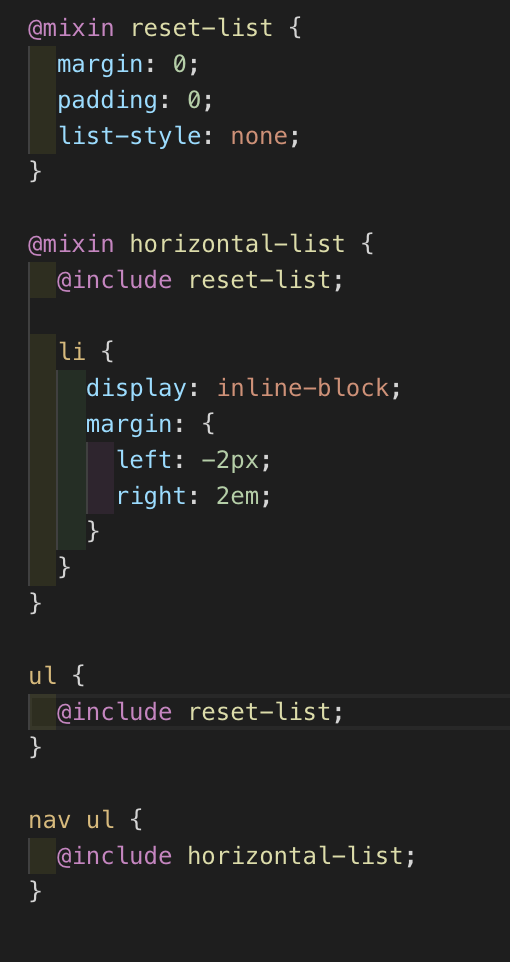 @mixin reset-list {
  margin: 0;
  padding: 0;
  list-style: none;
}

@mixin horizontal-list {
  @include reset-list;

  li {
    display: inline-block;
    margin: {
      left: -2px;
      right: 2em;
    }
  }
}

ul {
  @include reset-list;
}

nav ul {
  @include horizontal-list;
}